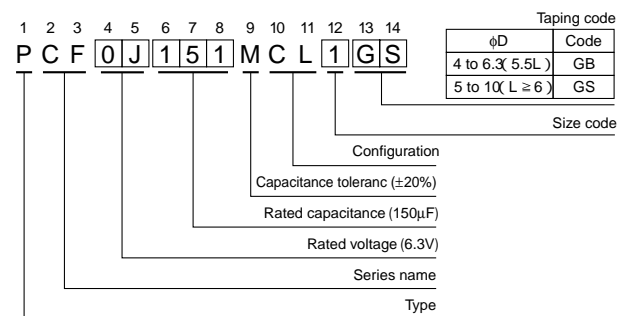 1 2 3 4 5 6 7 8 9 10 11 12 13 14
P C F 0 J 1 5 1 M C L 1 G S
Taping code
ϕD Code
4 to 6.3( 5.5L ) GB
5 to 10( L ≧ 6 ) GS
Size code
Configuration
Capacitance toleranc (±20%)
Rated capacitance (150μF)
Rated voltage (6.3V)
Series name
Type